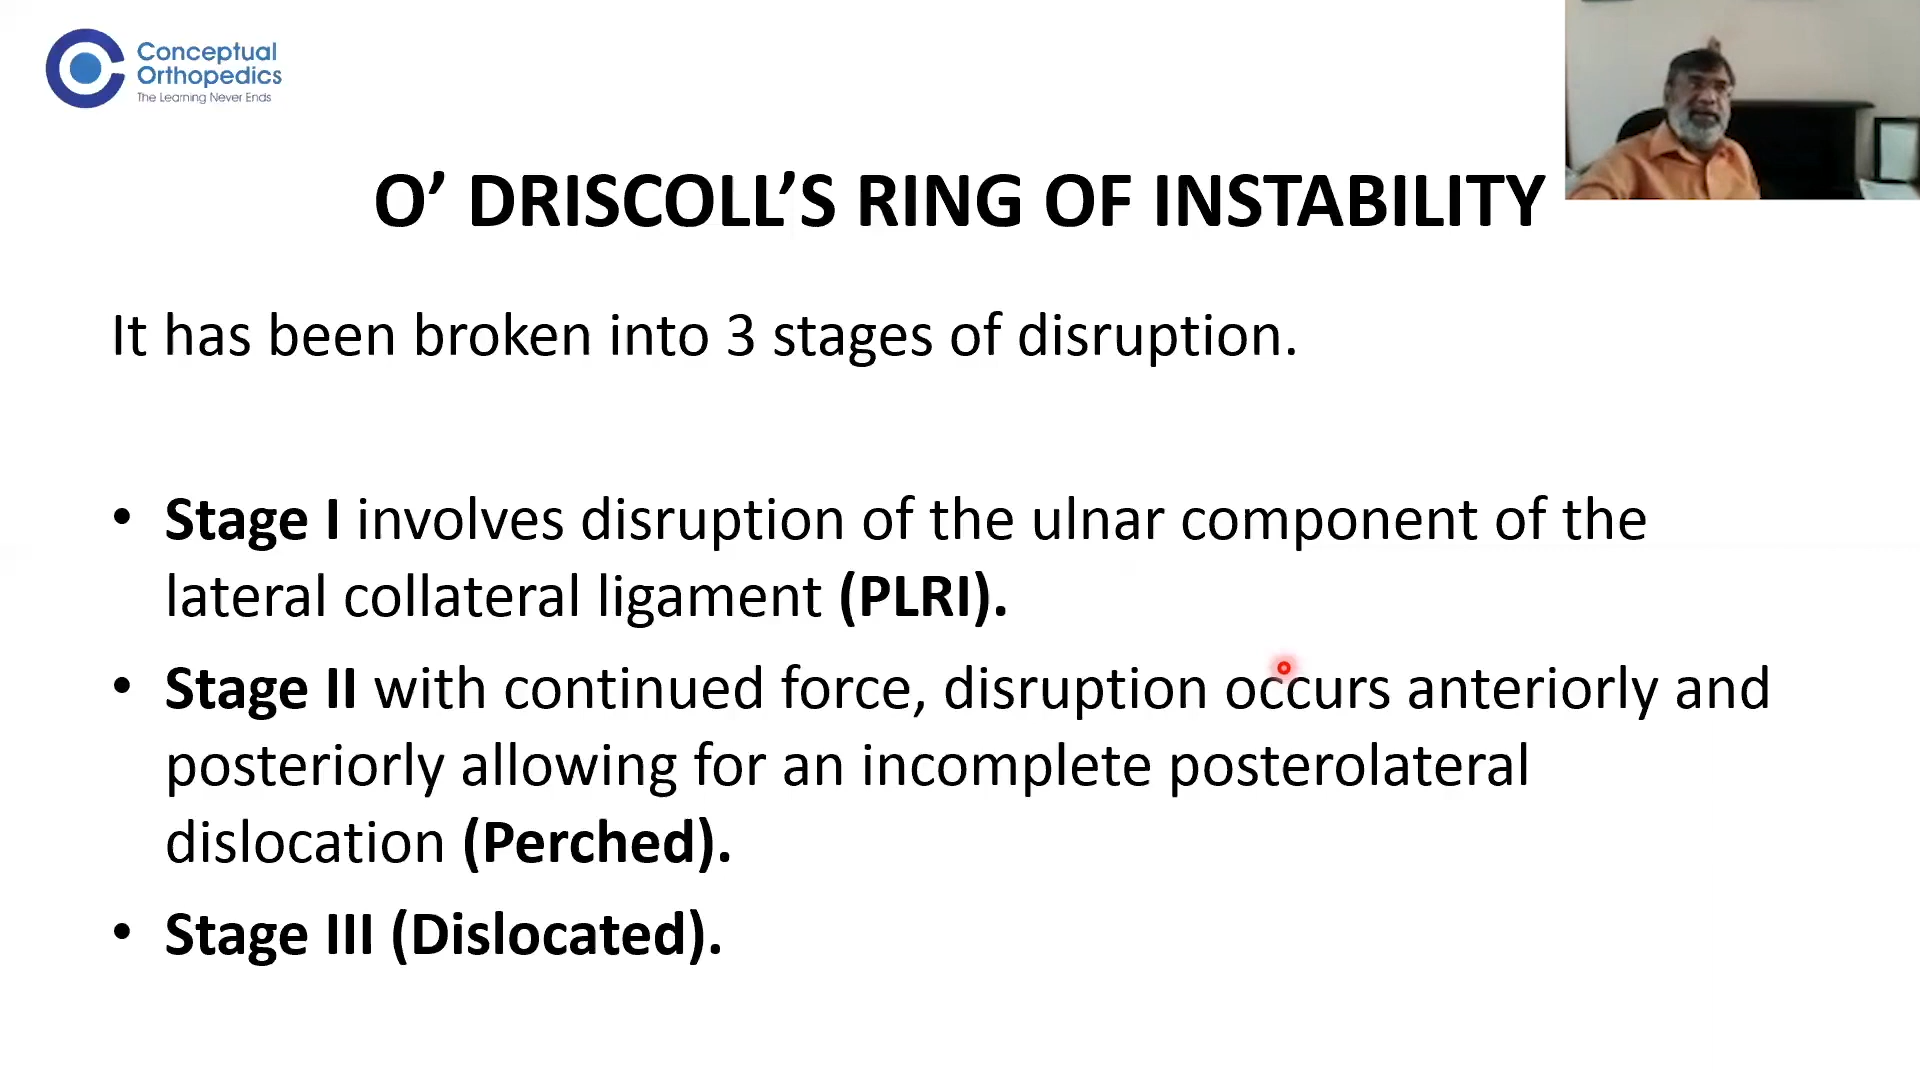 Conceptual
Orthopedics
The Learning Never Ends
O’ DRISCOLL’S RING OF INSTABILITY
It has been broken into 3 stages of disruption.
• Stage I involves disruption of the ulnar component of the
lateral collateral ligament (PLRI).
• Stage II with continued force, disruption occurs anteriorly and
posteriorly allowing for an incomplete posterolateral
dislocation (Perched).
• Stage III (Dislocated).